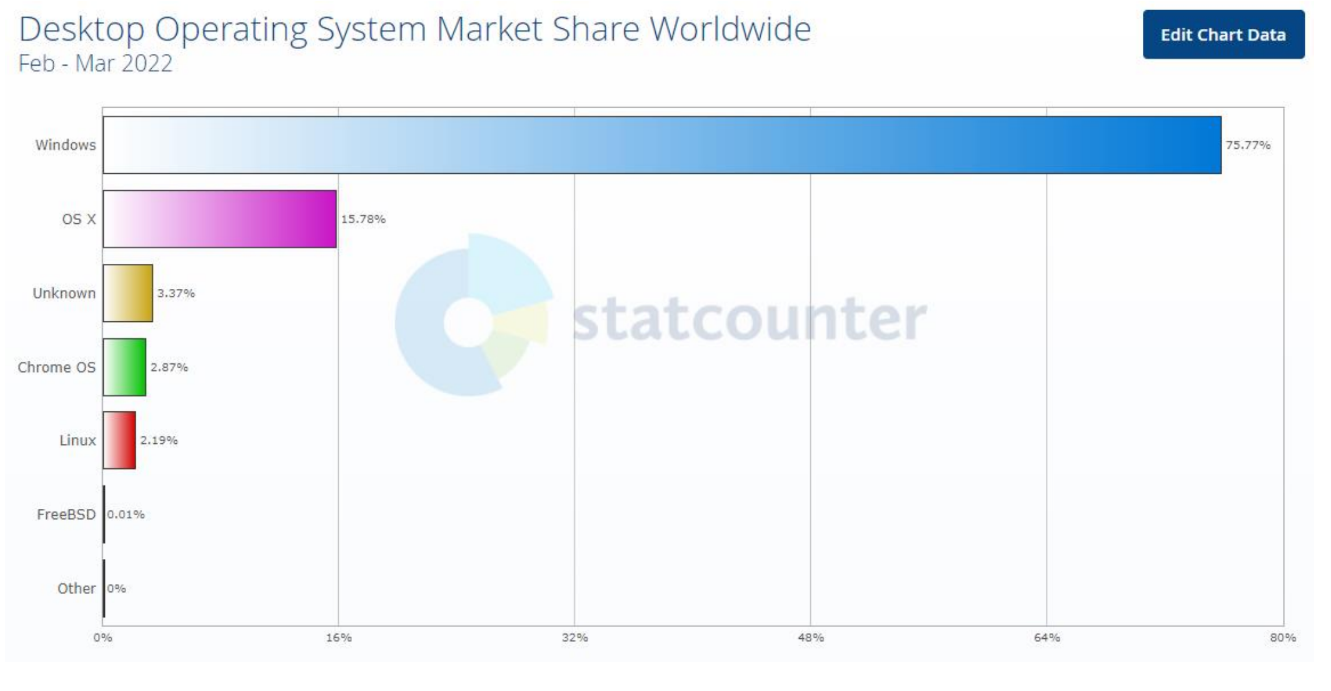 Desktop Operating System Market Share Worldwide
Feb - Mar 2022
Edit Chart Data
Windows 75.77%
OS X 15.78%
Unknown 3.37%
Chrome OS 2.87%
Linux 2.19%
FreeBSD 0.01%
Other 0%
statcounter
0% 16% 32% 48% 64% 80%